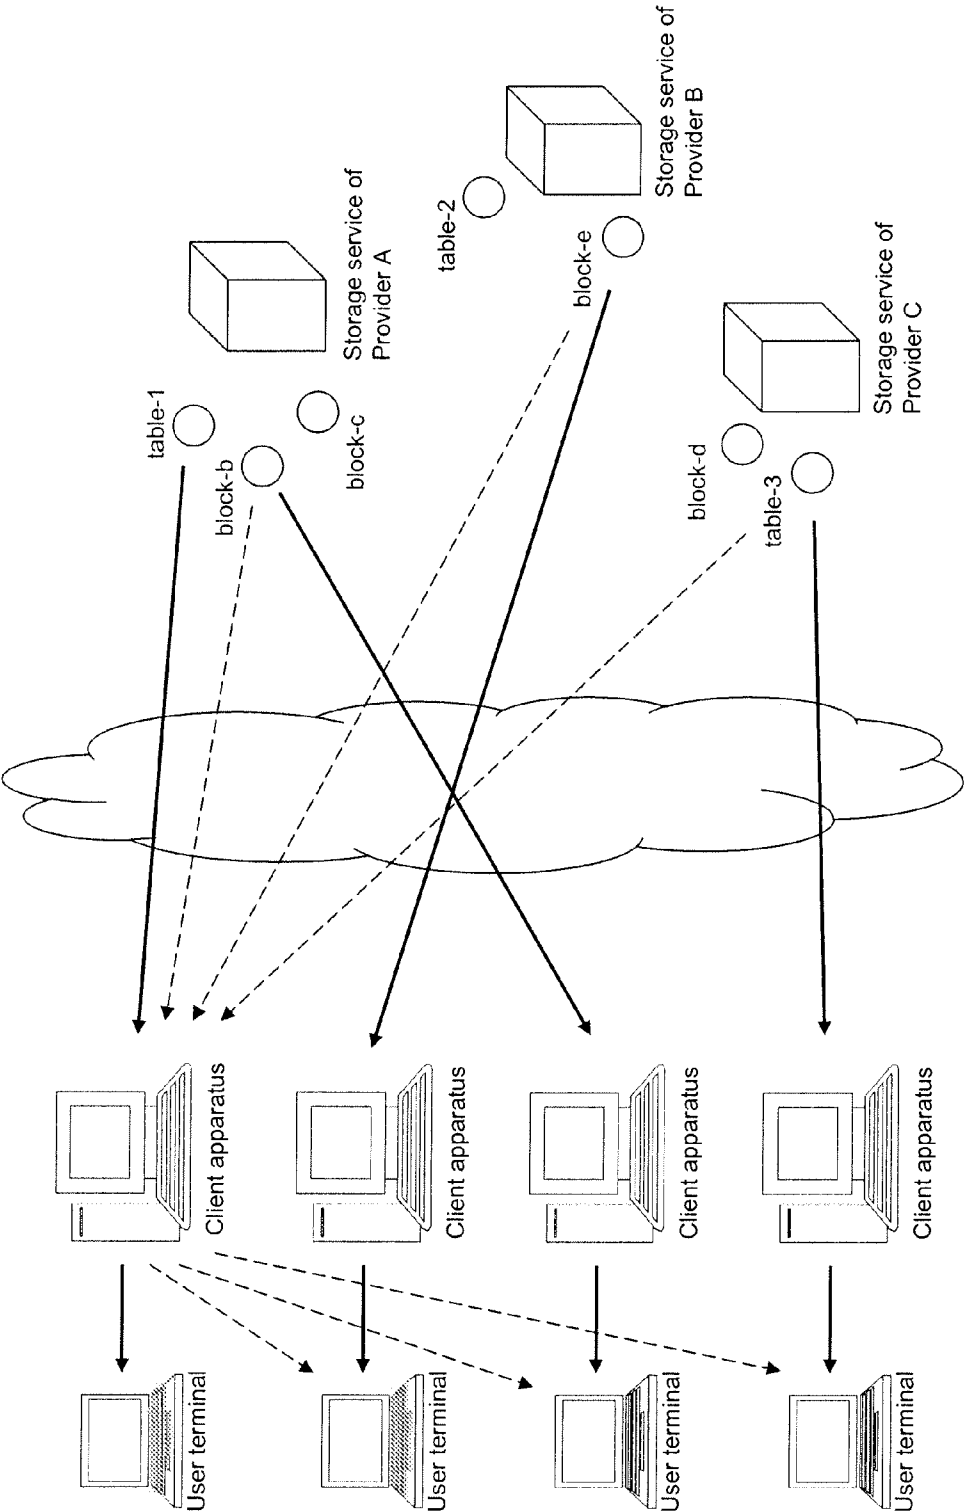 Storage service of
Provider A
Storage service of
Provider B
Storage service of
Provider C
table-1
block-b
block-c
table-2
block-e
block-d
table-3
Client apparatus
Client apparatus
Client apparatus
Client apparatus
User terminal
User terminal
User terminal
User terminal